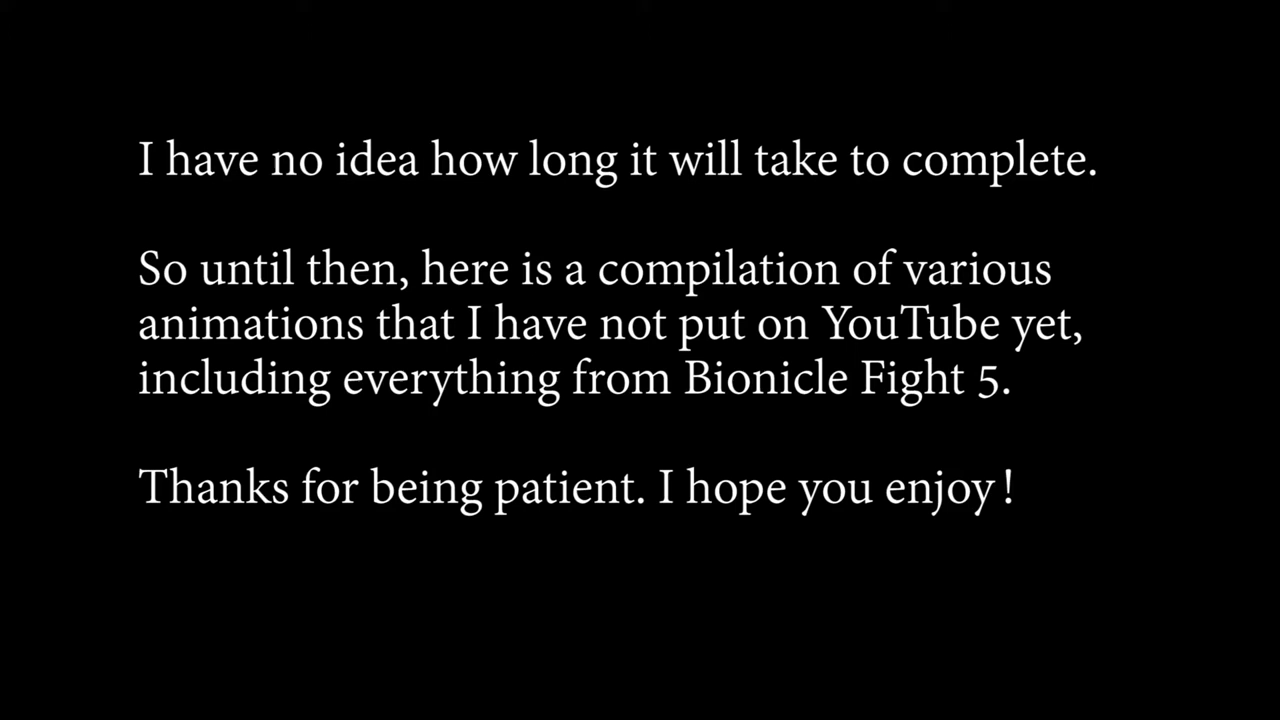 I have no idea how long it will take to complete.
So until then, here is a compilation of various
animations that I have not put on YouTube yet,
including everything from Bionicle Fight 5.
Thanks for being patient. I hope you enjoy!